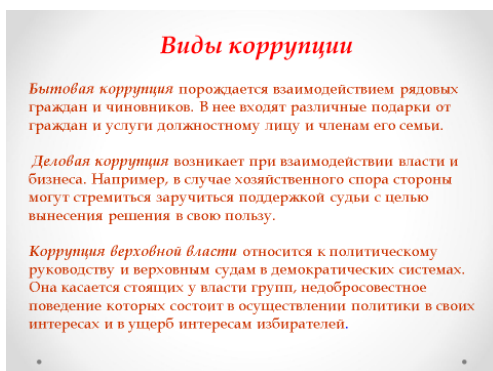 Виды коррупции
Бытовая коррупция порождается взаимодействием рядовых
граждан и чиновников. В нее входят различные подарки от
граждан и услуги должностному лицу и членам его семьи.
Деловая коррупция возникает при взаимодействии власти и
бизнеса. Например, в случае хозяйственного спора стороны
могут стремиться заручиться поддержкой судьи с целью
вынесения решения в свою пользу.
Коррупция верховной власти относится к политическому
руководству и верховным судам в демократических системах.
Она касается стоящих у власти групп, недобросовестное
поведение которых состоит в осуществлении политики в своих
интересах и в ущерб интересам избирателей.